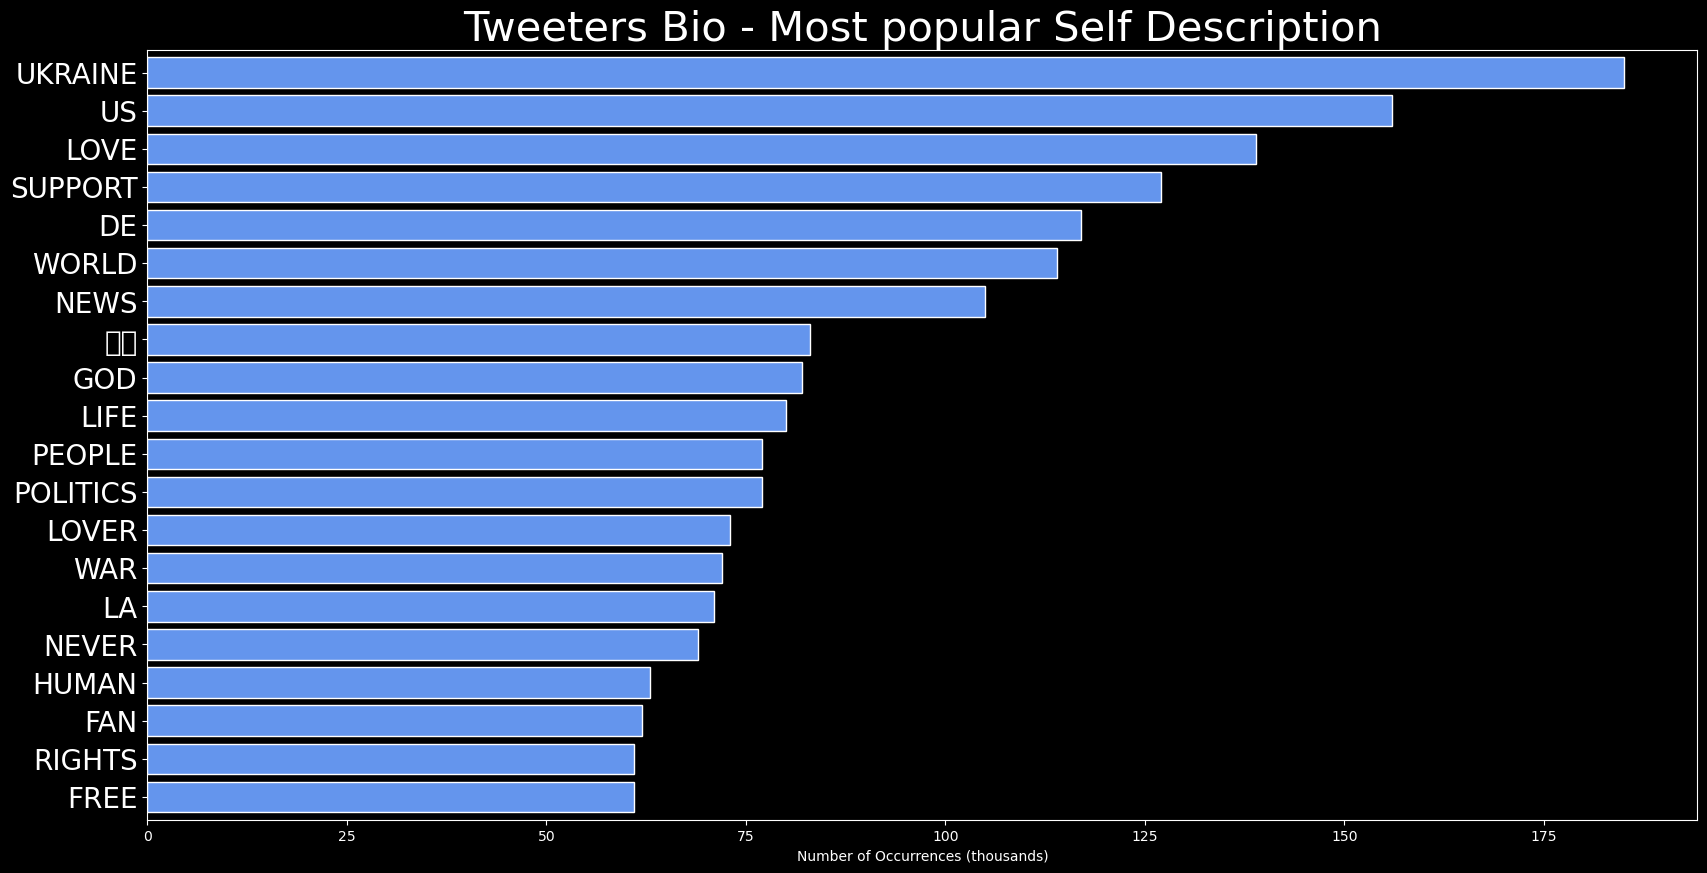 Tweeters Bio - Most popular Self Description
UKRAINE
US
LOVE
SUPPORT
DE
WORLD
NEWS
GOD
LIFE
PEOPLE
POLITICS
LOVER
WAR
LA
NEVER
HUMAN
FAN
RIGHTS
FREE
0 25 50 75 100 125 150 175
Number of Occurrences (thousands)